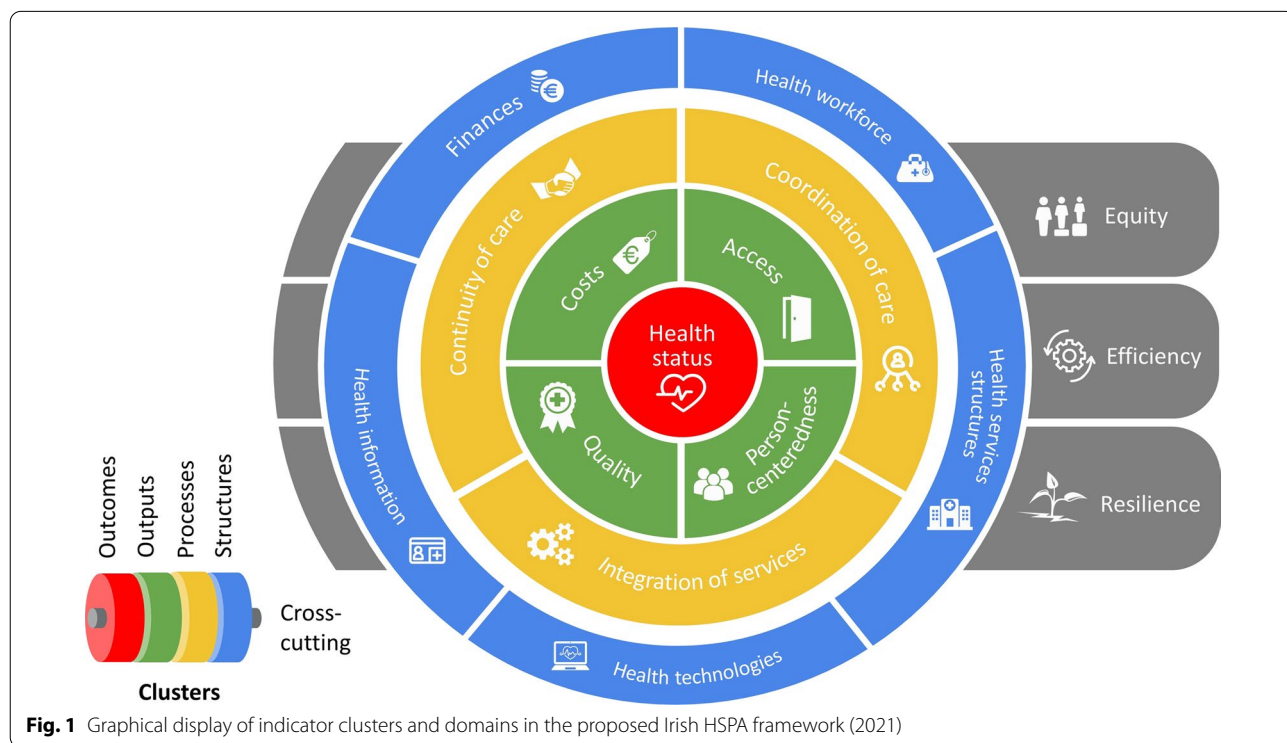 Finances
Health workforce
Continuity of care
Coordination of care
Costs
Access
Equity
Health
status
Health services
structures
Efficiency
Health information
Quality
Person-
centeredness
Resilience
Integration of services
Health technologies
Outcomes
Outputs
Processes
Structures
Cross-
cutting
Clusters
Fig. 1 Graphical display of indicator clusters and domains in the proposed Irish HSPA framework (2021)